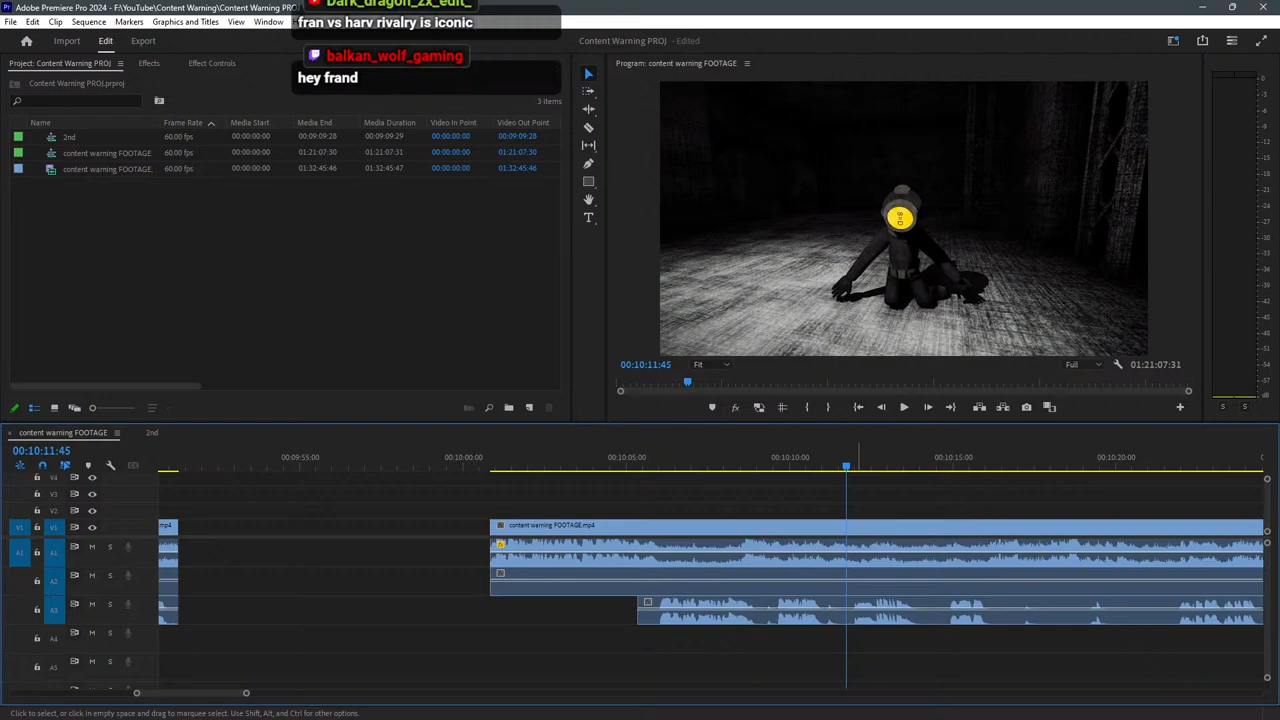 Adobe Premiere Pro 2024 - F:\YouTube\Content Warning\Content Warning PROJ
Dark_dragon_zx_edit_
fran vs harv rivalry is iconic
balkan_wolf_gaming
hey frand
File Edit Clip Sequence Markers Graphics and Titles View Window
Import Edit Export
Content Warning PROJ - Edited
Project: Content Warning PROJ Effects Effect Controls
Content Warning PROJ.prproj
3 items
Name Frame Rate Media Start Media End Media Duration Video In Point Video Out Point
2nd 60.00 fps 00:00:00:00 00:09:09:28 00:09:09:29 00:00:00:00 00:09:09:28
content warning FOOTAGE 60.00 fps 00:00:00:00 01:21:07:30 01:21:07:31 00:00:00:00 01:21:07:30
content warning FOOTAGE. 60.00 fps 00:00:00:00 01:32:45:46 01:32:45:47 00:00:00:00 01:32:45:46
Program: content warning FOOTAGE
00:10:11:45 Fit Full 01:21:07:31
content warning FOOTAGE 2nd
00:10:11:45
00:09:55:00 00:10:00:00 00:10:05:00 00:10:10:00 00:10:15:00 00:10:20:00
V4
V3
V2
V1 V1 mp4 content warning FOOTAGE.mp4
A1 A1 M S
A2 M S
A3 M S
A4 M S
A5 M S
Click to select, or click in empty space and drag to marquee select. Use Shift, Alt, and Ctrl for other options.